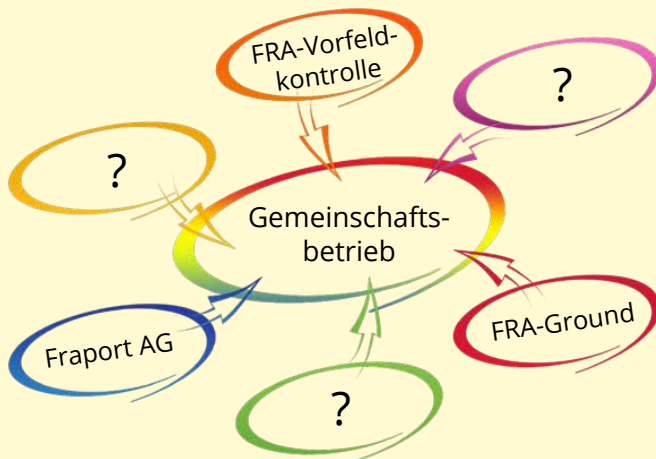 FRA-Vorfeld-
kontrolle
?
?
Gemeinschafts-
betrieb
Fraport AG
FRA-Ground
?